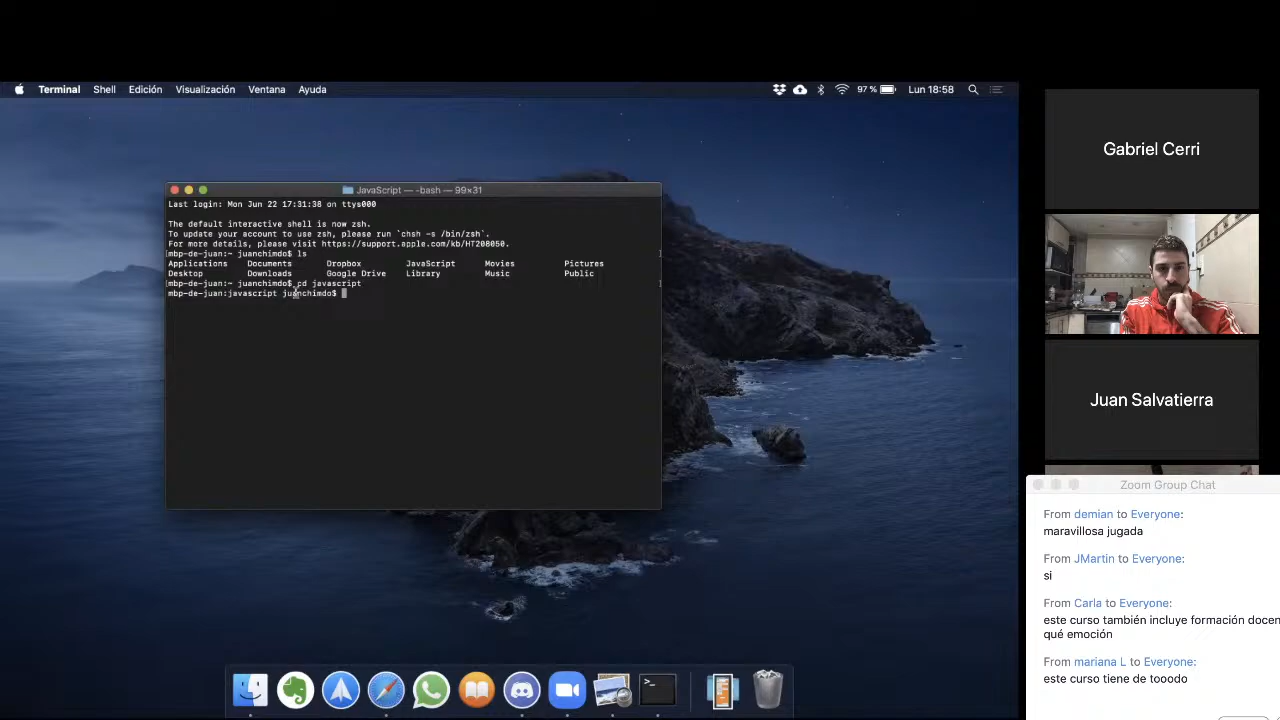 Terminal Shell Edición Visualización Ventana Ayuda
97 % Lun 18:58
JavaScript — -bash — 99×31
Last login: Mon Jun 22 17:31:38 on ttys000
The default interactive shell is now zsh.
To update your account to use zsh, please run `chsh -s /bin/zsh`.
For more details, please visit https://support.apple.com/kb/HT208050.
[mbp-de-juan:~ juanchimdo$ ls ]
Applications Documents Dropbox JavaScript Movies Pictures
Desktop Downloads Google Drive Library Music Public
[mbp-de-juan:~ juanchimdo$ cd javascript ]
mbp-de-juan:javascript juanchimdo$
Gabriel Cerri
Juan Salvatierra
Zoom Group Chat
From demian to Everyone:
maravillosa jugada
From JMartin to Everyone:
si
From Carla to Everyone:
este curso también incluye formación docen
qué emoción
From mariana L to Everyone:
este curso tiene de tooodo